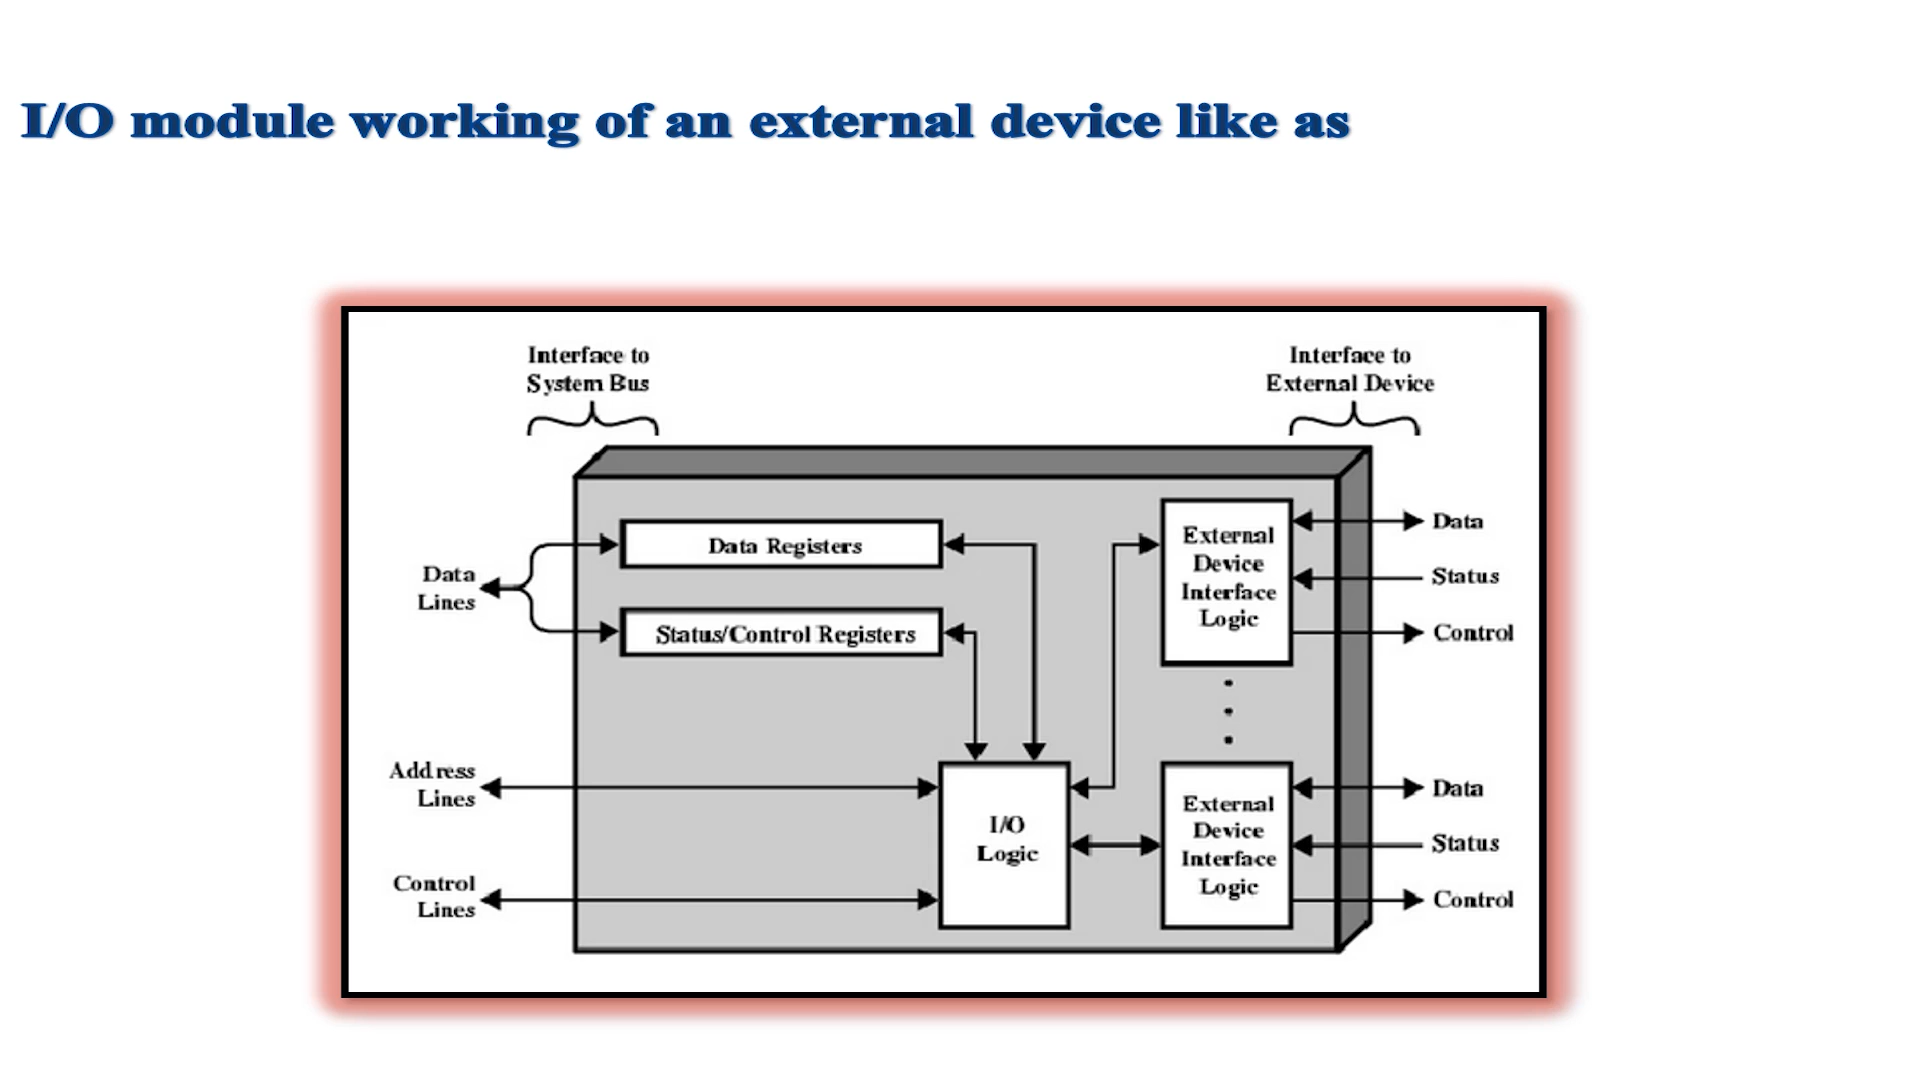 I/O module working of an external device like as
Interface to
System Bus
Interface to
External Device
Data Registers
Status/Control Registers
Data
Lines
Address
Lines
Control
Lines
I/O
Logic
External
Device
Interface
Logic
Data
Status
Control
External
Device
Interface
Logic
Data
Status
Control